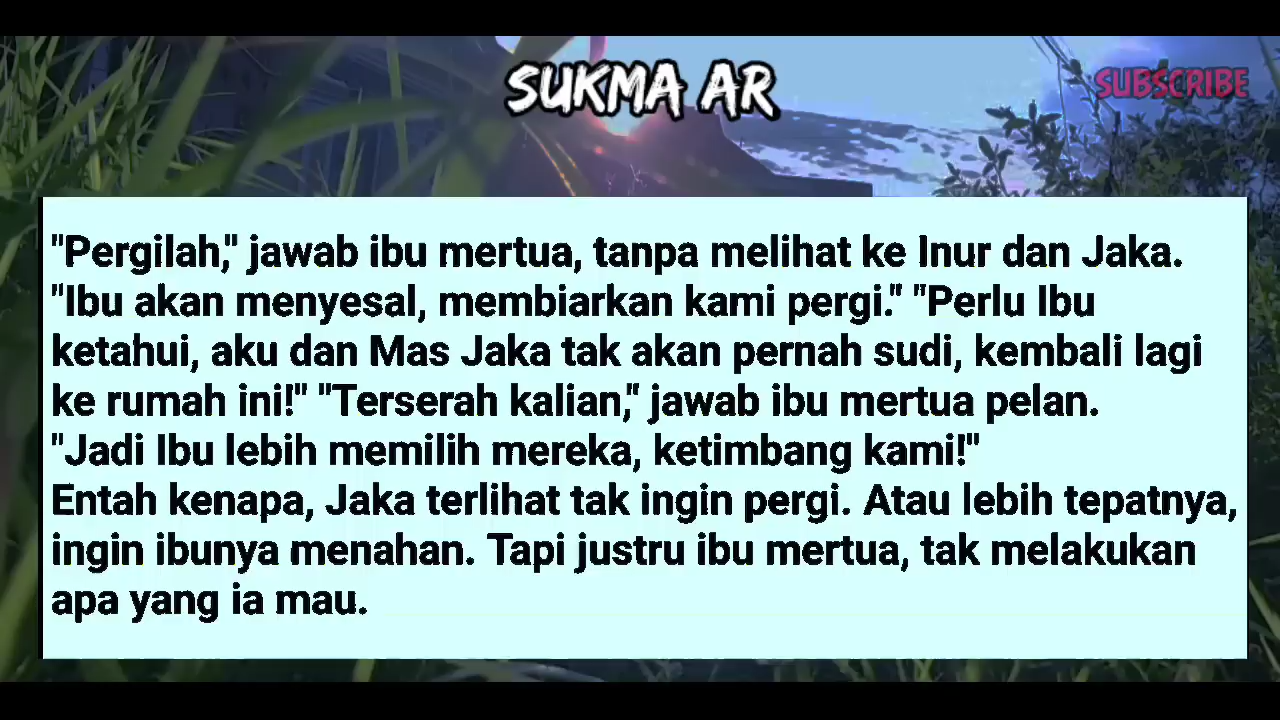 SUKMA AR
SUBSCRIBE
"Pergilah," jawab ibu mertua, tanpa melihat ke Inur dan Jaka.
"Ibu akan menyesal, membiarkan kami pergi." "Perlu Ibu
ketahui, aku dan Mas Jaka tak akan pernah sudi, kembali lagi
ke rumah ini!" "Terserah kalian," jawab ibu mertua pelan.
"Jadi Ibu lebih memilih mereka, ketimbang kami!"
Entah kenapa, Jaka terlihat tak ingin pergi. Atau lebih tepatnya,
ingin ibunya menahan. Tapi justru ibu mertua, tak melakukan
apa yang ia mau.